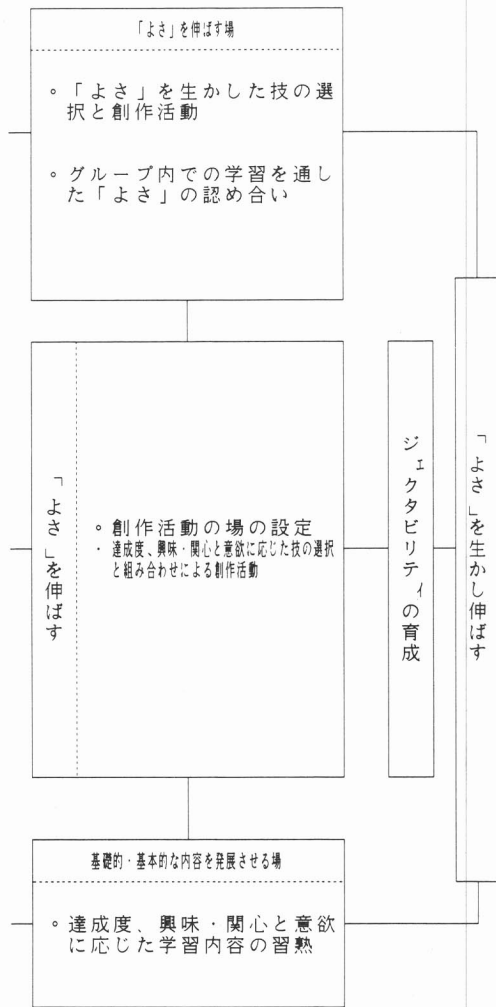 「よさ」を伸ばす場
。「よさ」を生かした技の選
択と創作活動
。グループ内での学習を通し
た「よさ」の認め合い
「よさ」を伸ばす
。創作活動の場の設定
・達成度、興味・関心と意欲に応じた技の選択
と組み合わせによる創作活動
ジェクタビリティの育成
「よさ」を生かし伸ばす
基礎的・基本的な内容を発展させる場
。達成度、興味・関心と意欲
に応じた学習内容の習熟